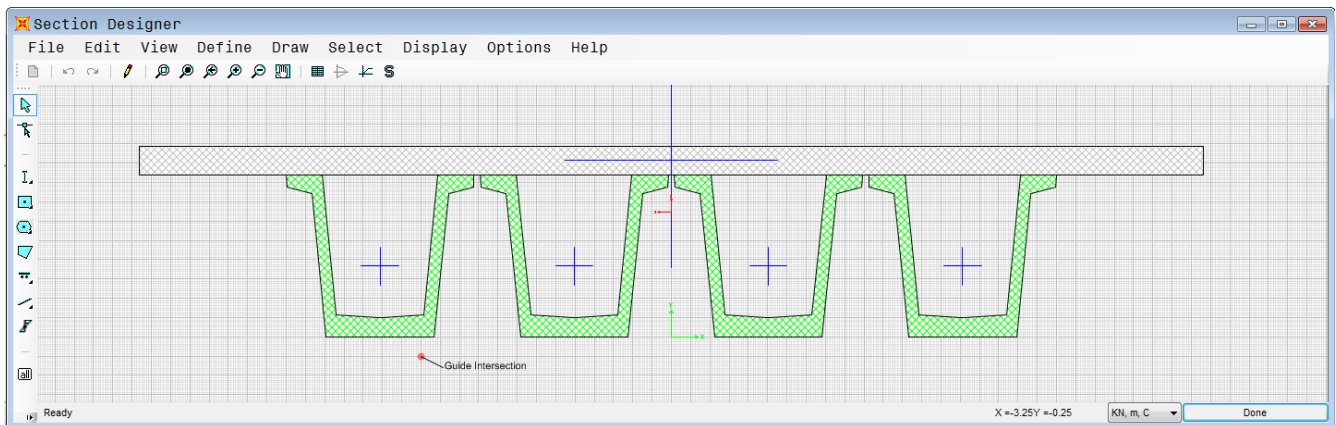 Section Designer
File Edit View Define Draw Select Display Options Help
S
I
F
all
Y
X
Guide Intersection
Ready
X =-3.25Y =-0.25
KN, m, C
Done